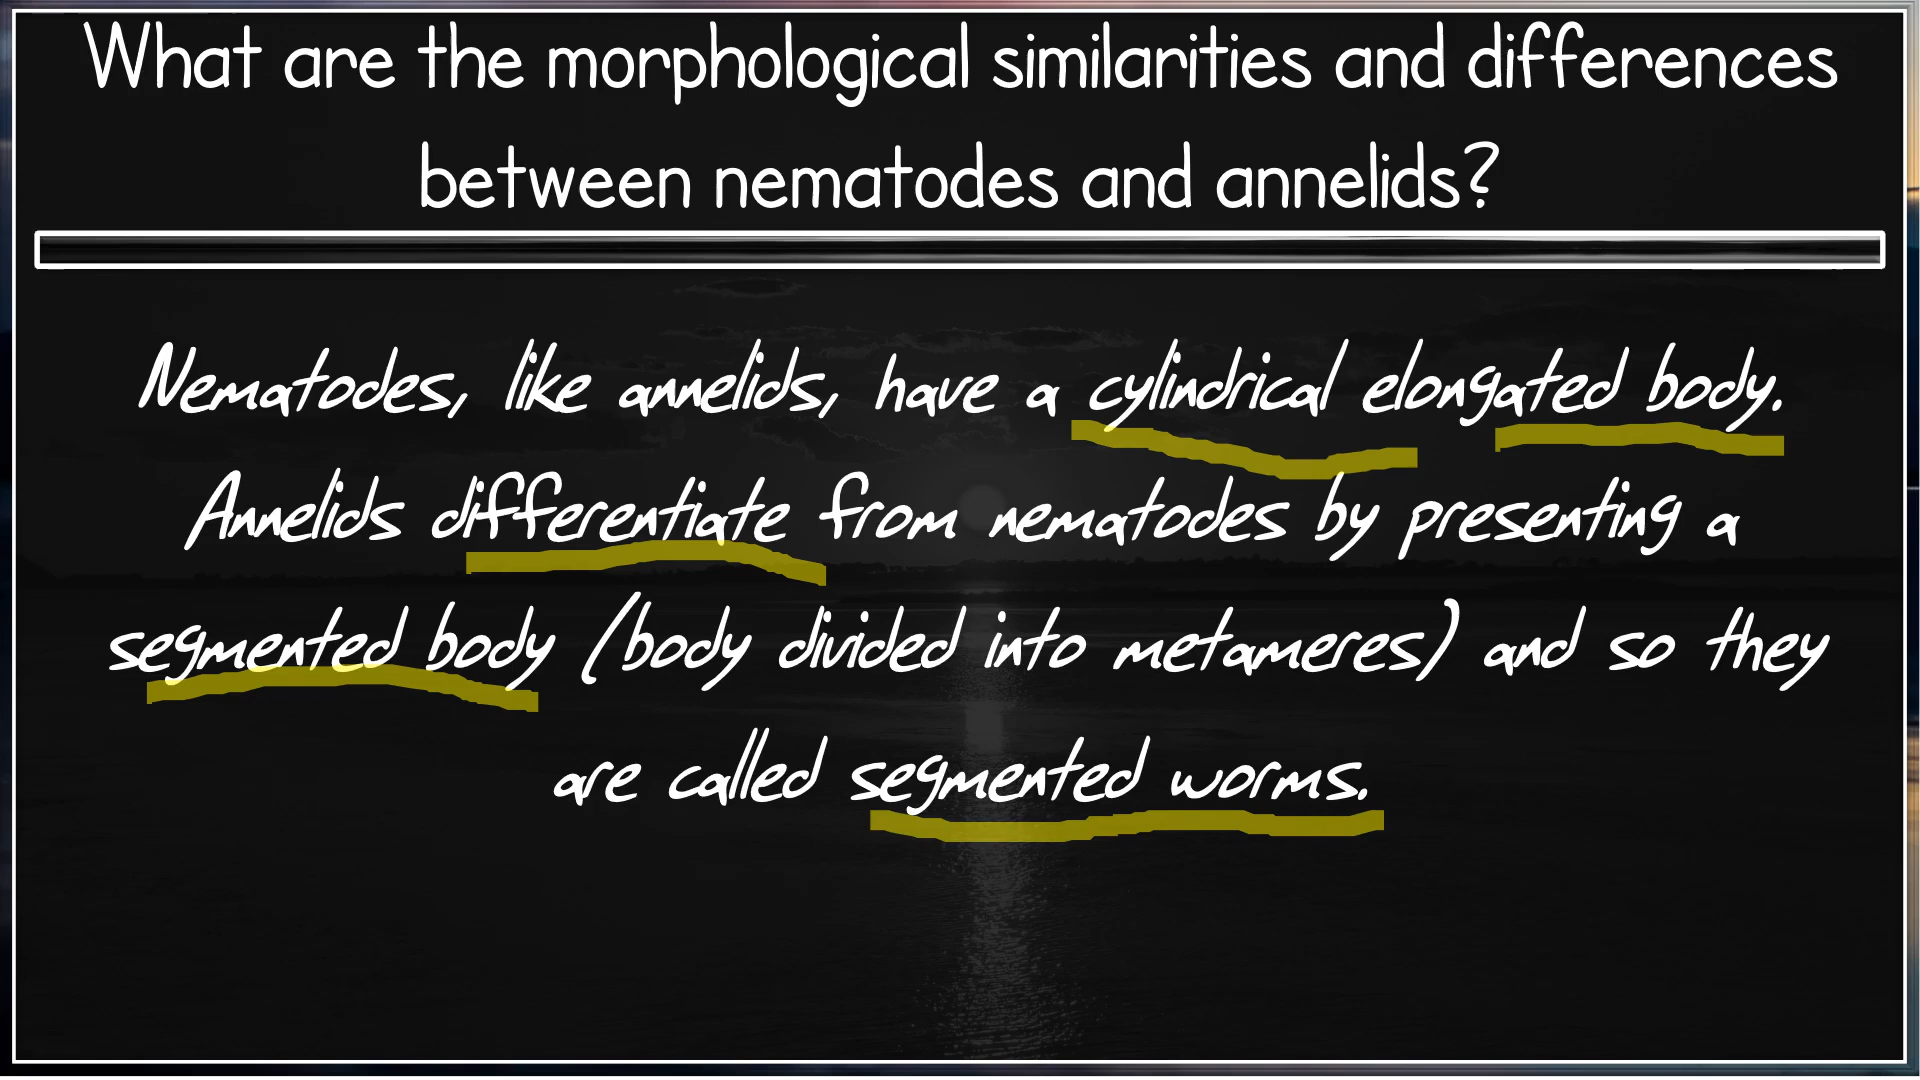 What are the morphological similarities and differences
between nematodes and annelids?
Nematodes, like annelids, have a cylindrical elongated body.
Annelids differentiate from nematodes by presenting a
segmented body (body divided into metameres) and so they
are called segmented worms.